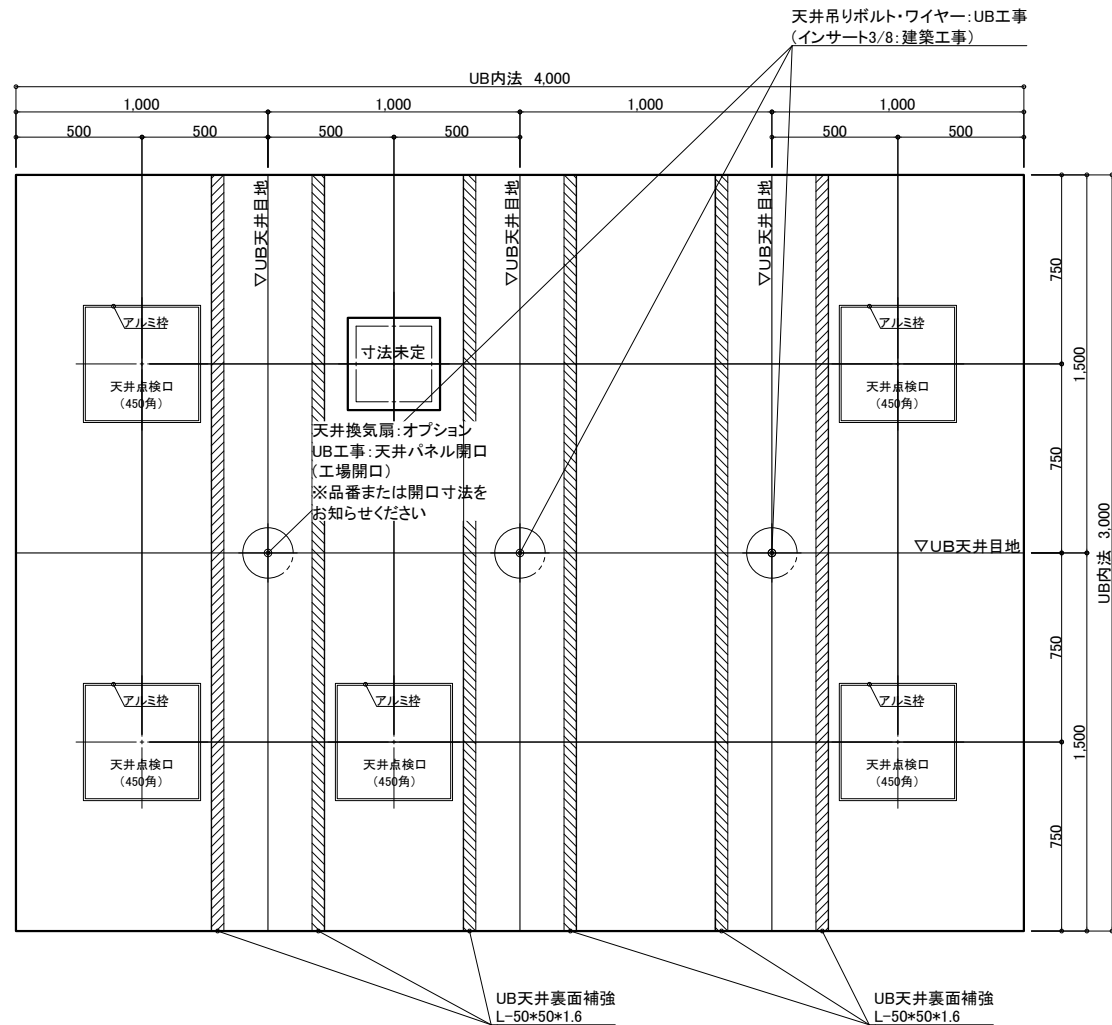 天井吊りボルト・ワイヤー：UB工事
（インサート3/8：建築工事）
UB内法 4,000
1,000
1,000
1,000
1,000
500
500
500
500
500
500
▽UB天井目地
▽UB天井目地
▽UB天井目地
アルミ枠
天井点検口
（450角）
寸法未定
アルミ枠
天井点検口
（450角）
天井換気扇：オプション
UB工事：天井パネル開口
（工場開口）
※品番または開口寸法を
お知らせください
▽UB天井目地
750
750
1,500
750
750
1,500
UB内法 3,000
アルミ枠
天井点検口
（450角）
アルミ枠
天井点検口
（450角）
アルミ枠
天井点検口
（450角）
UB天井裏面補強
L-50*50*1.6
UB天井裏面補強
L-50*50*1.6